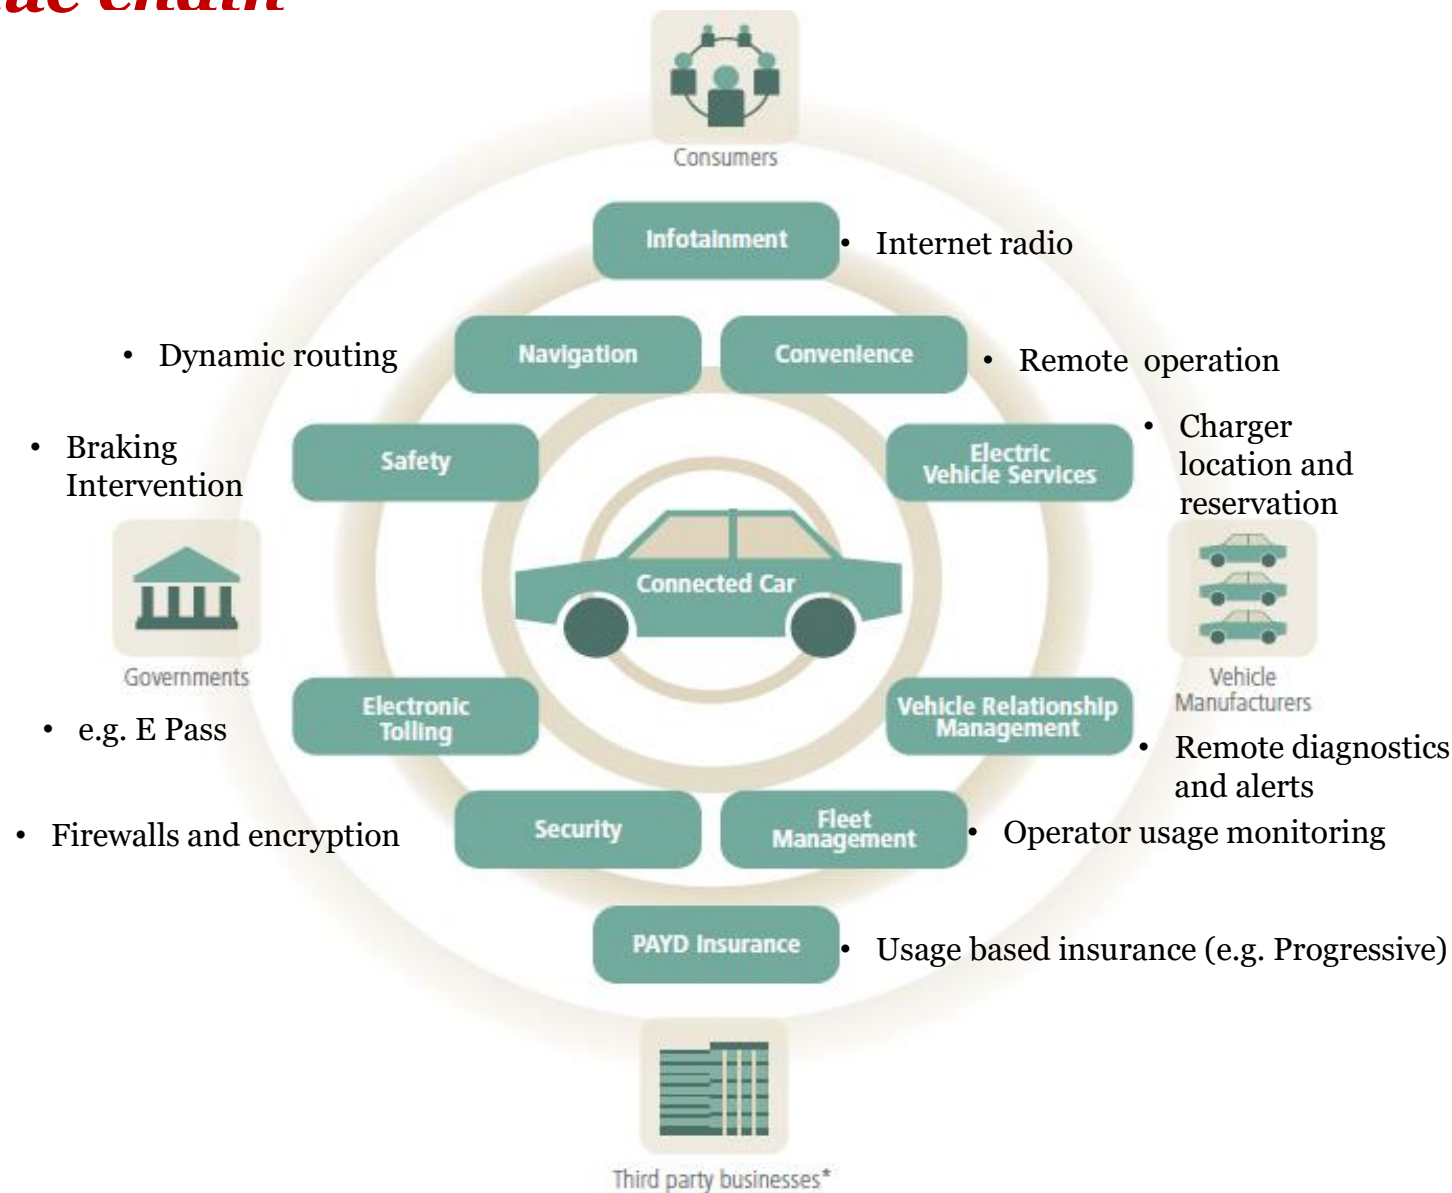 chain
Consumers
Infotainment
• Internet radio
• Dynamic routing
Navigation
Convenience
• Remote operation
• Braking
Intervention
Safety
Electric
Vehicle Services
• Charger
location and
reservation
Connected Car
Governments
Vehicle
Manufacturers
• e.g. E Pass
Electronic
Tolling
Vehicle Relationship
Management
• Remote diagnostics
and alerts
• Firewalls and encryption
Security
Fleet
Management
• Operator usage monitoring
PAYD Insurance
• Usage based insurance (e.g. Progressive)
Third party businesses*